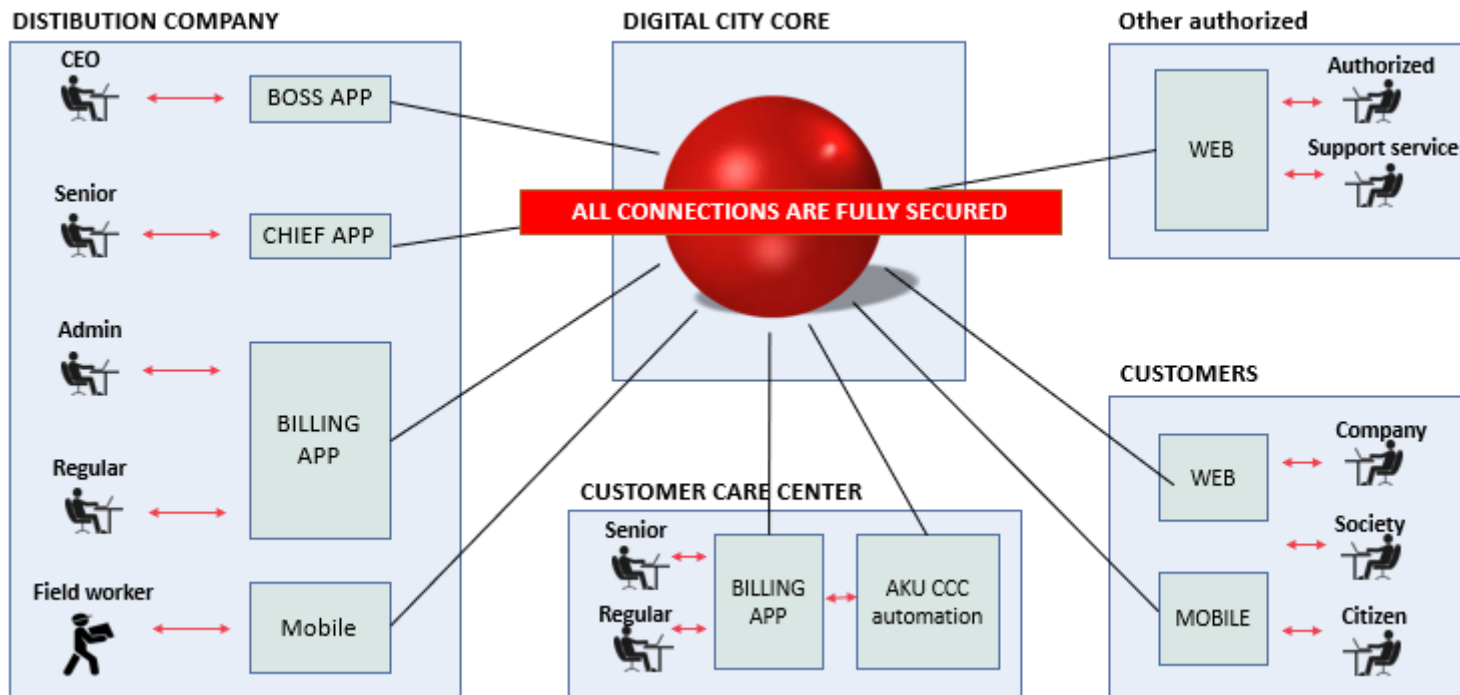 DISTIBUTION COMPANY
CEO
BOSS APP
Senior
CHIEF APP
Admin
BILLING
APP
Regular
Field worker
Mobile
DIGITAL CITY CORE
ALL CONNECTIONS ARE FULLY SECURED
CUSTOMER CARE CENTER
Senior
BILLING
APP
AKU CCC
automation
Regular
Other authorized
Authorized
WEB
Support service
CUSTOMERS
Company
WEB
Society
MOBILE
Citizen